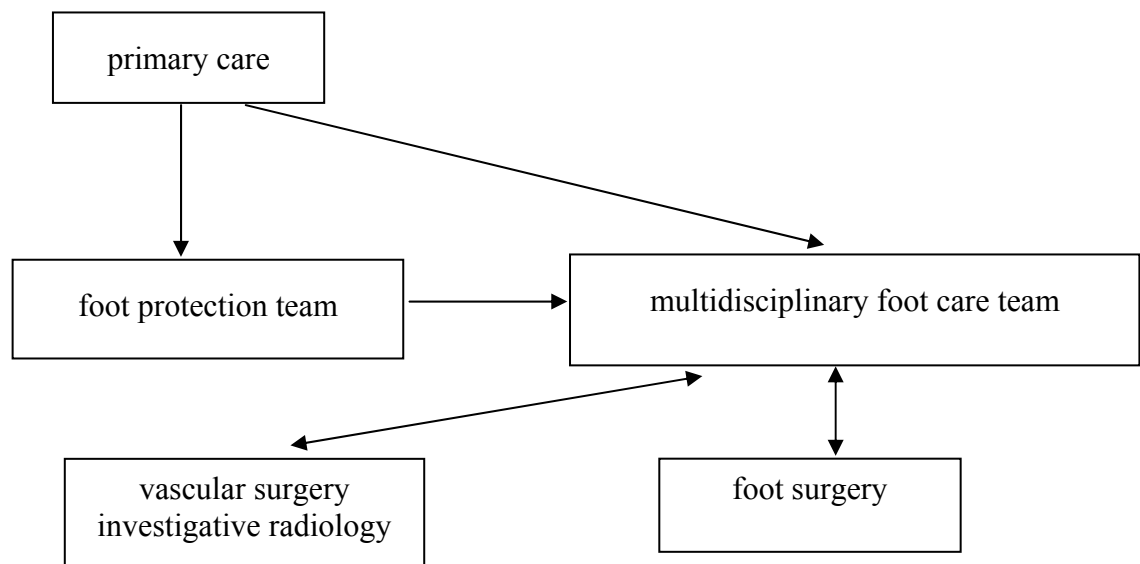 primary care
foot protection team
multidisciplinary foot care team
vascular surgery
investigative radiology
foot surgery